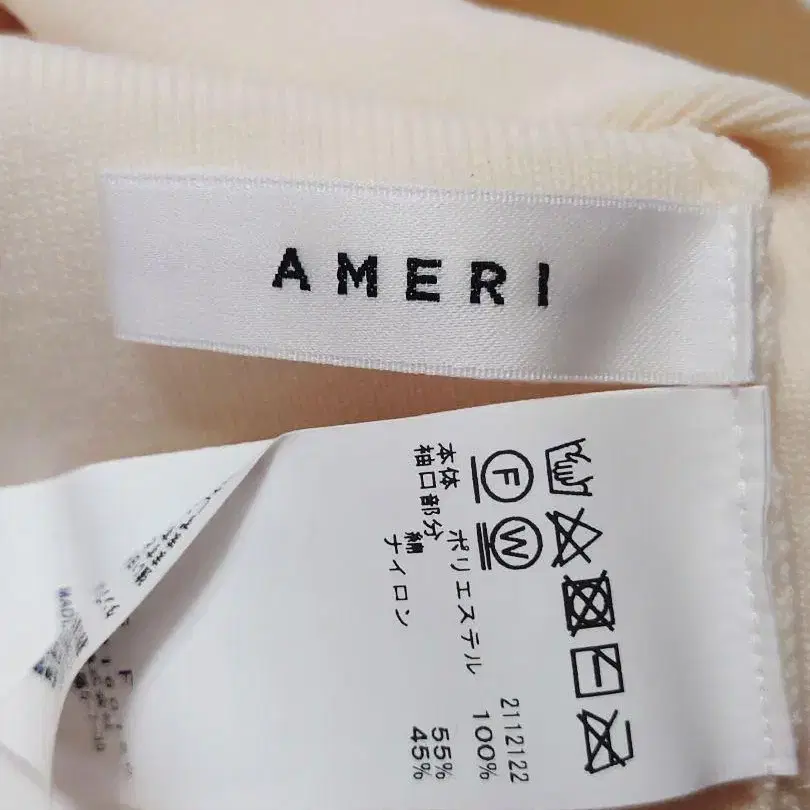 AMERI
F W
2112122
本体 ポリエステル 100%
袖口部分 綿 55%
ナイロン 45%